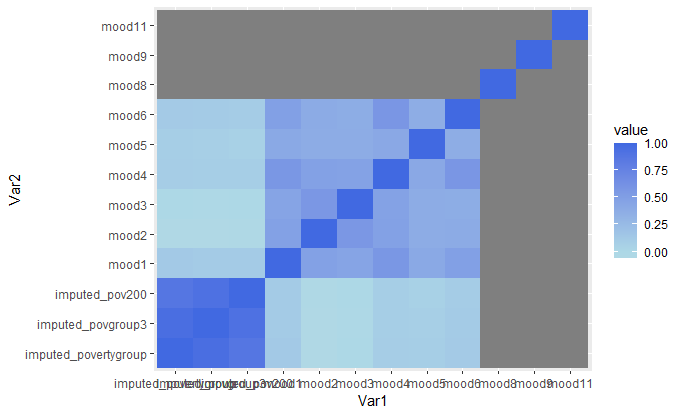 mood11
mood9
mood8
mood6
mood5
mood4
mood3
mood2
mood1
imputed_pov200
imputed_povgroup3
imputed_povertygroup
Var2
mood2 mood3 mood4 mood5 mood6 mood8 mood9 mood11
Var1
value
1.00
0.75
0.50
0.25
0.00